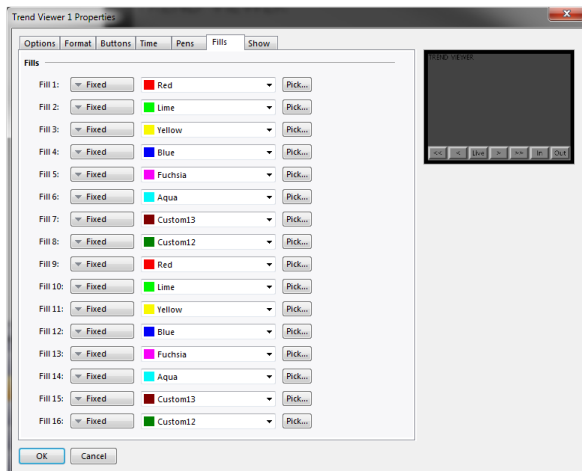 Trend Viewer 1 Properties
Options Format Buttons Time Pens Fills Show
Fills
Fill 1: Fixed Red Pick...
Fill 2: Fixed Lime Pick...
Fill 3: Fixed Yellow Pick...
Fill 4: Fixed Blue Pick...
Fill 5: Fixed Fuchsia Pick...
Fill 6: Fixed Aqua Pick...
Fill 7: Fixed Custom13 Pick...
Fill 8: Fixed Custom12 Pick...
Fill 9: Fixed Red Pick...
Fill 10: Fixed Lime Pick...
Fill 11: Fixed Yellow Pick...
Fill 12: Fixed Blue Pick...
Fill 13: Fixed Fuchsia Pick...
Fill 14: Fixed Aqua Pick...
Fill 15: Fixed Custom13 Pick...
Fill 16: Fixed Custom12 Pick...
OK Cancel
TREND VIEWER
<< < Live > >> In Out